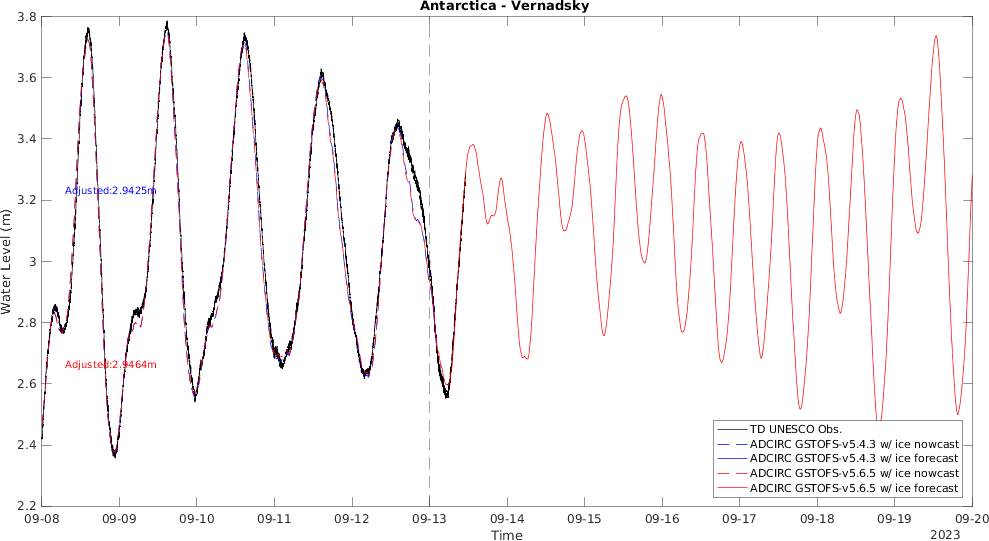 Antarctica - Vernadsky
Water Level (m)
3.8
3.6
3.4
3.2
3
2.8
2.6
2.4
2.2
Adjusted:2.9425m
Adjusted:2.9464m
TD UNESCO Obs.
ADCIRC GSTOFS-v5.4.3 w/ ice nowcast
ADCIRC GSTOFS-v5.4.3 w/ ice forecast
ADCIRC GSTOFS-v5.6.5 w/ ice nowcast
ADCIRC GSTOFS-v5.6.5 w/ ice forecast
09-08 09-09 09-10 09-11 09-12 09-13 09-14 09-15 09-16 09-17 09-18 09-19 09-20
Time
2023